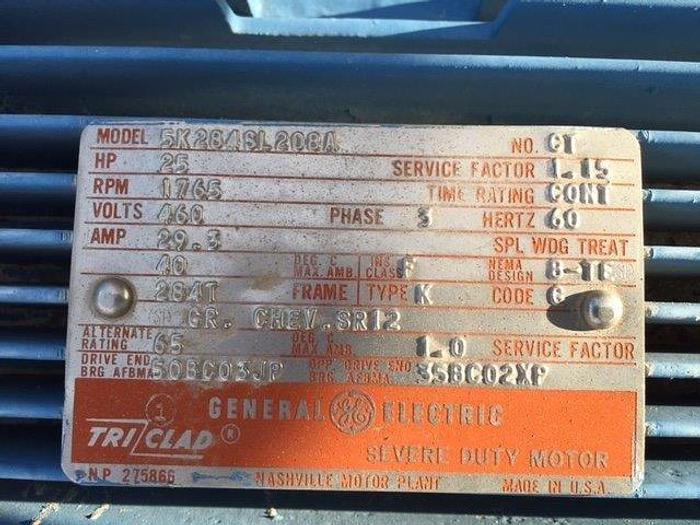 MODEL 5K284BL208A NO. CT
HP 25 SERVICE FACTOR 1.15
RPM 1765 TIME RATING CONT
VOLTS 460 PHASE 3 HERTZ 60
AMP 29.3 SPL WDG TREAT
40 DEG C MAX. AMB. INS CLASS F NEMA DESIGN
284T FRAME TYPE K CODE G
GR. CHEV. SR12
ALTERNATE RATING 65 DEG C MAX AMB. 1.0 SERVICE FACTOR
DRIVE END BRG AFBMA 50BC03JP OPP DRIVE END BRG AFBMA 35BC02XP
1 GENERAL GE ELECTRIC
TRI CLAD ®
SEVERE DUTY MOTOR
NP 275866 NASHVILLE MOTOR PLANT MADE IN U.S.A.